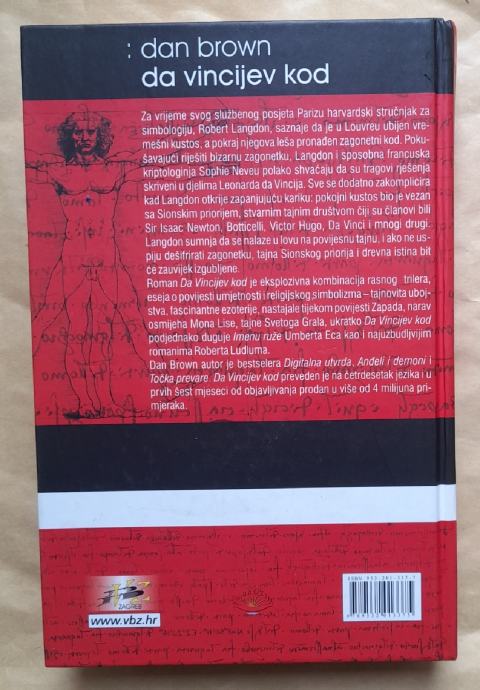 : dan brown
da vincijev kod
Za vrijeme svog službenog posjeta Parizu harvardski stručnjak za
simbologiju, Robert Langdon, saznaje da je u Louvreu ubijen vre-
mešni kustos, a pokraj njegova leša pronađen zagonetni kod. Poku-
šavajući riješiti bizarnu zagonetku, Langdon i sposobna francuska
kriptologinja Sophie Neveu polako shvaćaju da su tragovi rješenja
skriveni u djelima Leonarda da Vincija. Sve se dodatno zakomplicira
kad Langdon otkrije zapanjujuću kariku: pokojni kustos bio je vezan
sa Sionskim priorijem, stvarnim tajnim društvom čiji su članovi bili
Sir Isaac Newton, Botticelli, Victor Hugo, Da Vinci i mnogi drugi.
Langdon sumnja da se nalaze u lovu na povijesnu tajnu, i ako ne us-
piju dešifrirati zagonetku, tajna Sionskog priorija i drevna istina bit
će zauvijek izgubljene.
Roman Da Vincijev kod je eksplozivna kombinacija rasnog trilera,
eseja o povijesti umjetnosti i religijskog simbolizma – tajnovita uboj-
stva, fascinantne ezoterije, nastajale tijekom povijesti Zapada, narav
osmijeha Mona Lise, tajne Svetoga Grala, ukratko Da Vincijev kod
podjednako duguje Imenu ruže Umberta Eca kao i najuzbudljivijim
romanima Roberta Ludluma.
Dan Brown autor je bestselera Digitalna utvrda, Anđeli i demoni i
Točka prevare. Da Vincijev kod preveden je na četrdesetak jezika i u
prvih šest mjeseci od objavljivanja prodan u više od 4 milijuna pri-
mjeraka.
VBZ
ZAGREB
www.vbz.hr
ISBN 953-201-337-7